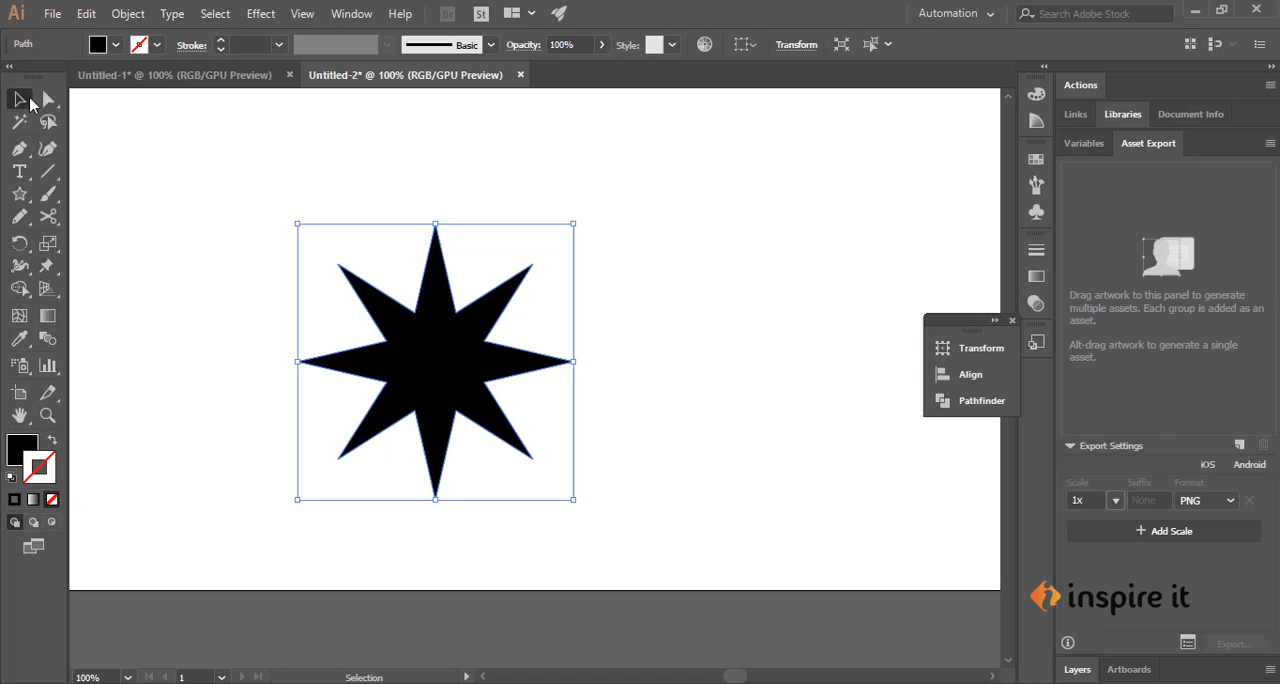 Ai File Edit Object Type Select Effect View Window Help Br St Automation Search Adobe Stock
Path Stroke: Basic Opacity: 100% Style: Transform
Untitled-1* @ 100% (RGB/GPU Preview) Untitled-2* @ 100% (RGB/GPU Preview)
Actions
Links Libraries Document Info
Variables Asset Export
Drag artwork to this panel to generate
multiple assets. Each group is added as an
asset.
Alt-drag artwork to generate a single
asset.
Transform
Align
Pathfinder
Export Settings
iOS Android
Scale Suffix Format
1x None PNG
+ Add Scale
inspire it
Export...
Layers Artboards
100% 1 Selection